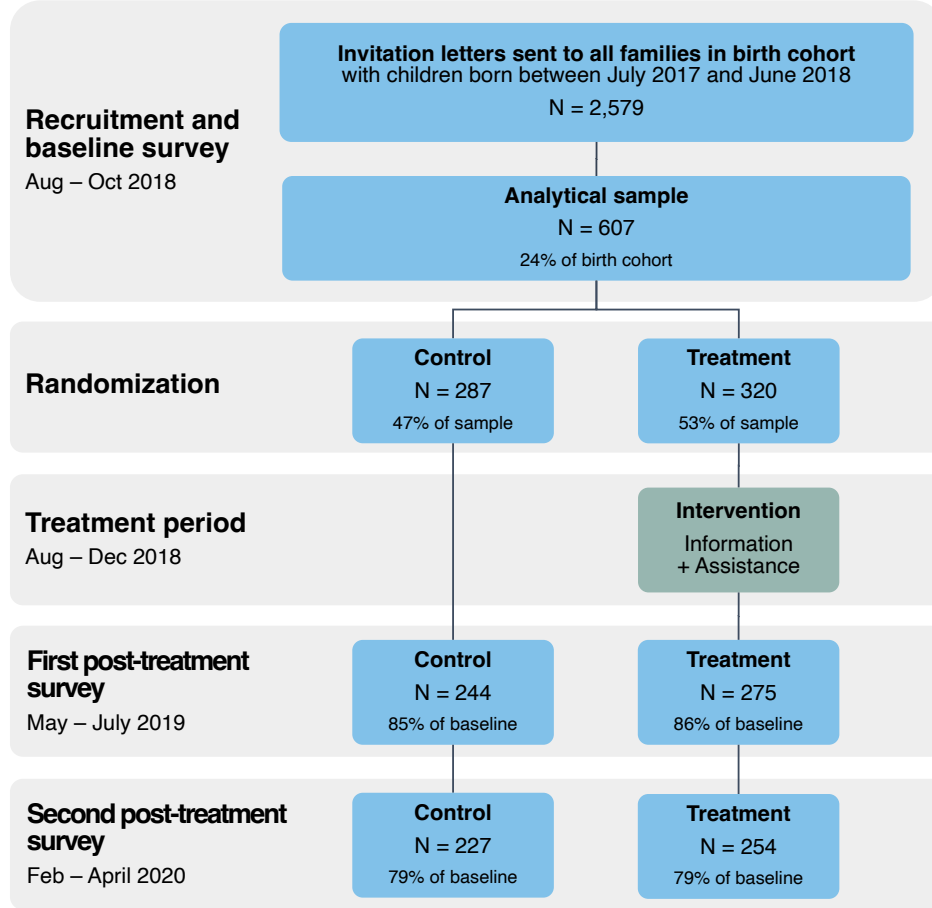 Recruitment and
baseline survey
Aug – Oct 2018
Invitation letters sent to all families in birth cohort
with children born between July 2017 and June 2018
N = 2,579
Analytical sample
N = 607
24% of birth cohort
Randomization
Control
N = 287
47% of sample
Treatment
N = 320
53% of sample
Treatment period
Aug – Dec 2018
Intervention
Information
+ Assistance
First post-treatment
survey
May – July 2019
Control
N = 244
85% of baseline
Treatment
N = 275
86% of baseline
Second post-treatment
survey
Feb – April 2020
Control
N = 227
79% of baseline
Treatment
N = 254
79% of baseline